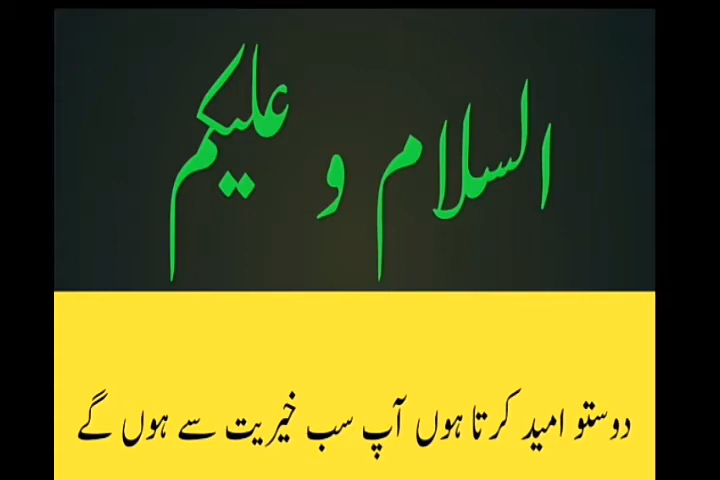 السلام و علیکم
دوستو امید کرتا ہوں آپ سب خیریت سے ہوں گے